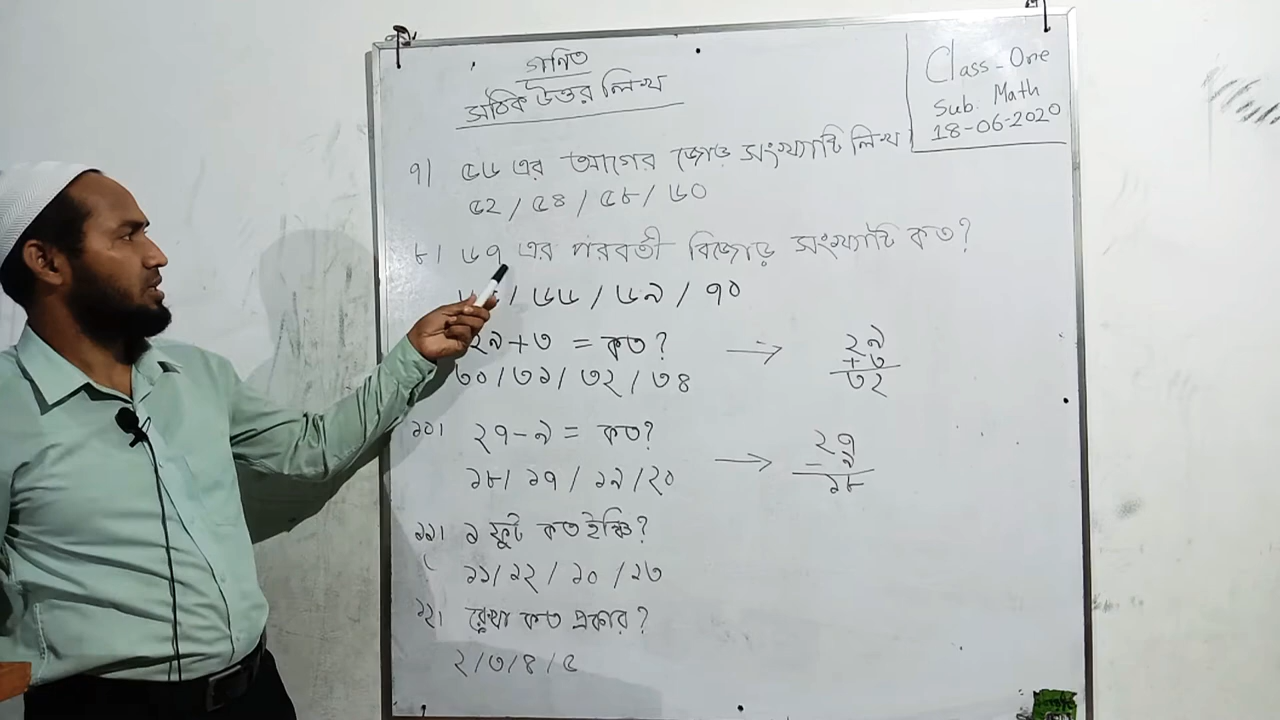 গনিত
সঠিক উত্তর লিখ
Class-One
Sub. Math
18-06-2020
৭) ৫৬ এর আগের জোড় সংখ্যাটি লিখ।
৫২ / ৫৪ / ৫৮ / ৬০
৮। ৬৭ এর পরবর্তী বিজোড় সংখ্যাটি কত?
/ ৬৬ / ৬৯ / ৭০
২৯+৩ = কত? →
৩০/৩১/৩২/৩৪
২৯
+৩
৩২
১০। ২৭-৯ = কত?
১৮/ ১৭ / ১৯/২০ →
২৭
-৯
১৮
১১। ১ ফুট কত ইঞ্চি?
১১/১২ / ১০ / ১৩
১২। রেখা কত প্রকার?
২/৩/৪/৫